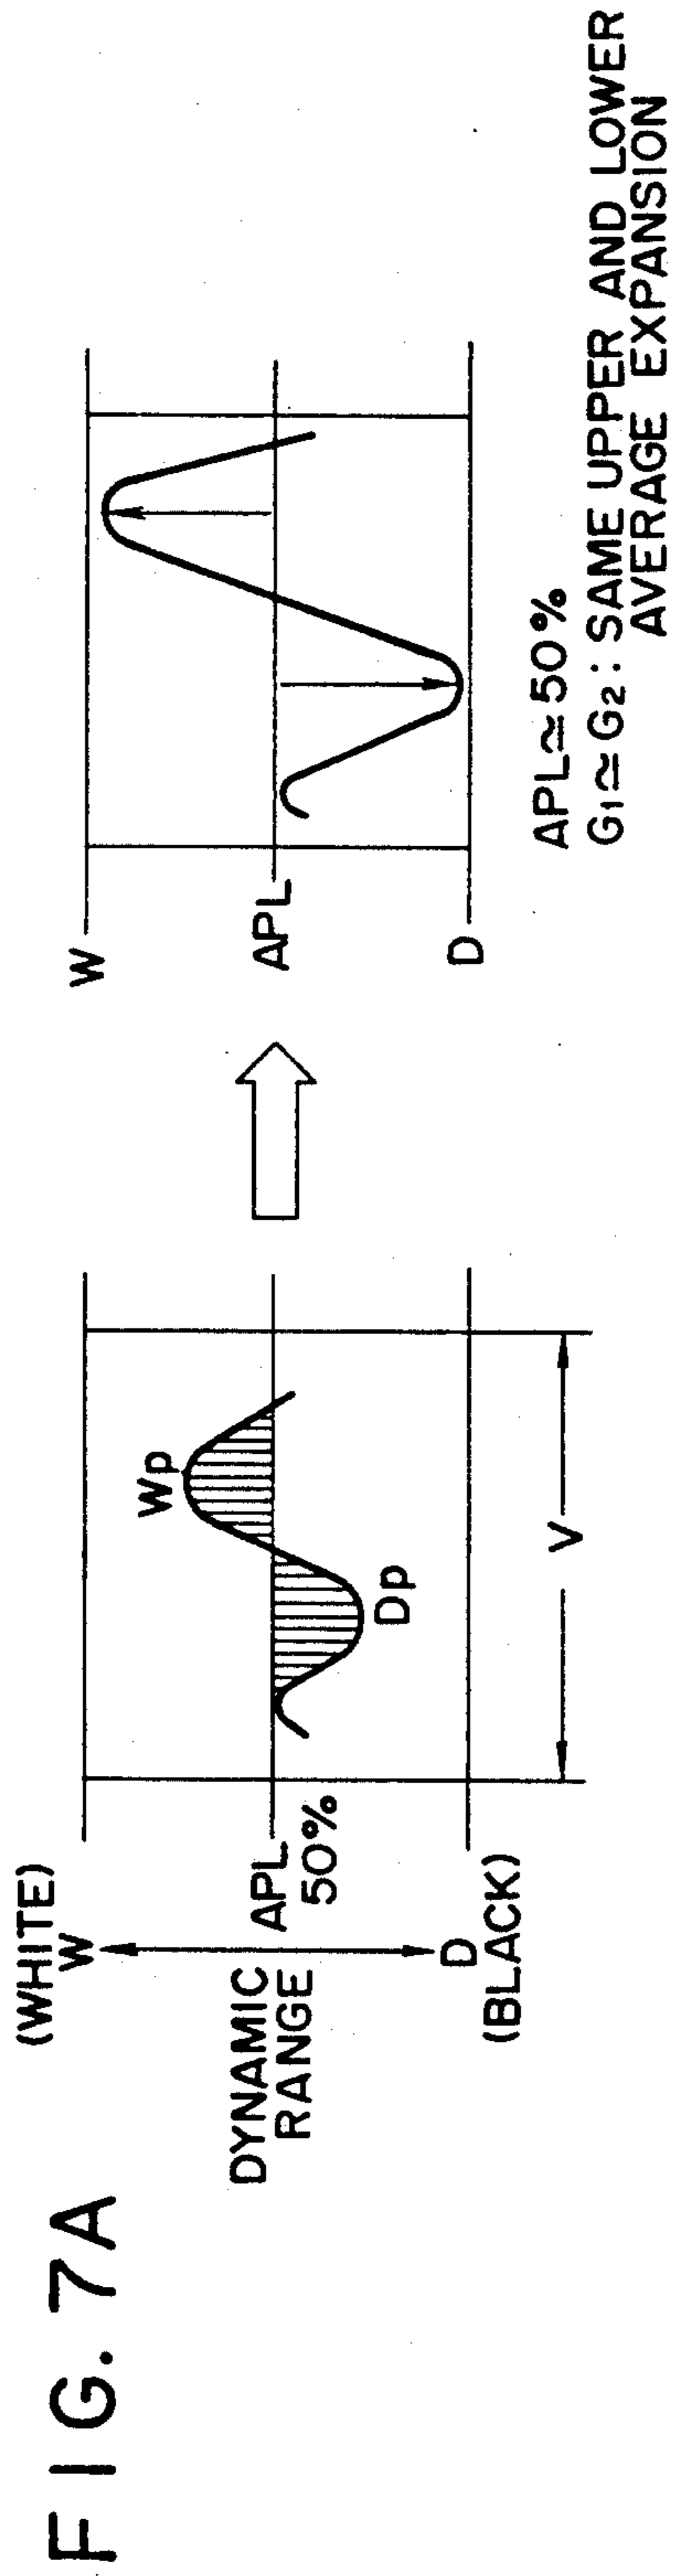 FIG. 7A
(WHITE)
W
DYNAMIC
RANGE
APL
50%
D
(BLACK)
Wp
Dp
V
W
APL
D
APL≃50%
G1≃G2: SAME UPPER AND LOWER
AVERAGE EXPANSION